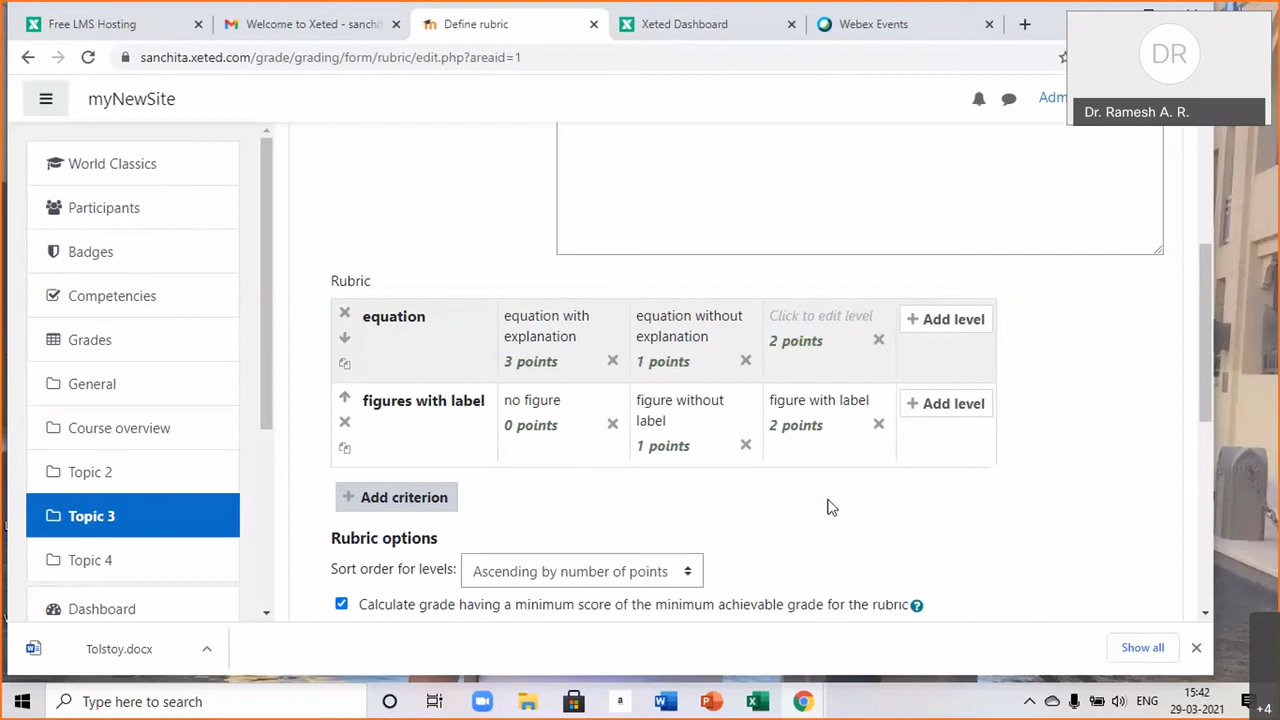 Free LMS Hosting
Welcome to Xeted - sanchit
Define rubric
Xeted Dashboard
Webex Events
DR
Dr. Ramesh A. R.
sanchita.xeted.com/grade/grading/form/rubric/edit.php?areaid=1
myNewSite
Adm
World Classics
Participants
Badges
Competencies
Grades
General
Course overview
Topic 2
Topic 3
Topic 4
Dashboard
Rubric
equation
equation with
explanation
3 points
equation without
explanation
1 points
Click to edit level
2 points
+ Add level
figures with label
no figure
0 points
figure without
label
1 points
figure with label
2 points
+ Add level
+ Add criterion
Rubric options
Sort order for levels:
Ascending by number of points
Calculate grade having a minimum score of the minimum achievable grade for the rubric
Tolstoy.docx
Show all
Type here to search
a
ENG
15:42
29-03-2021
+4